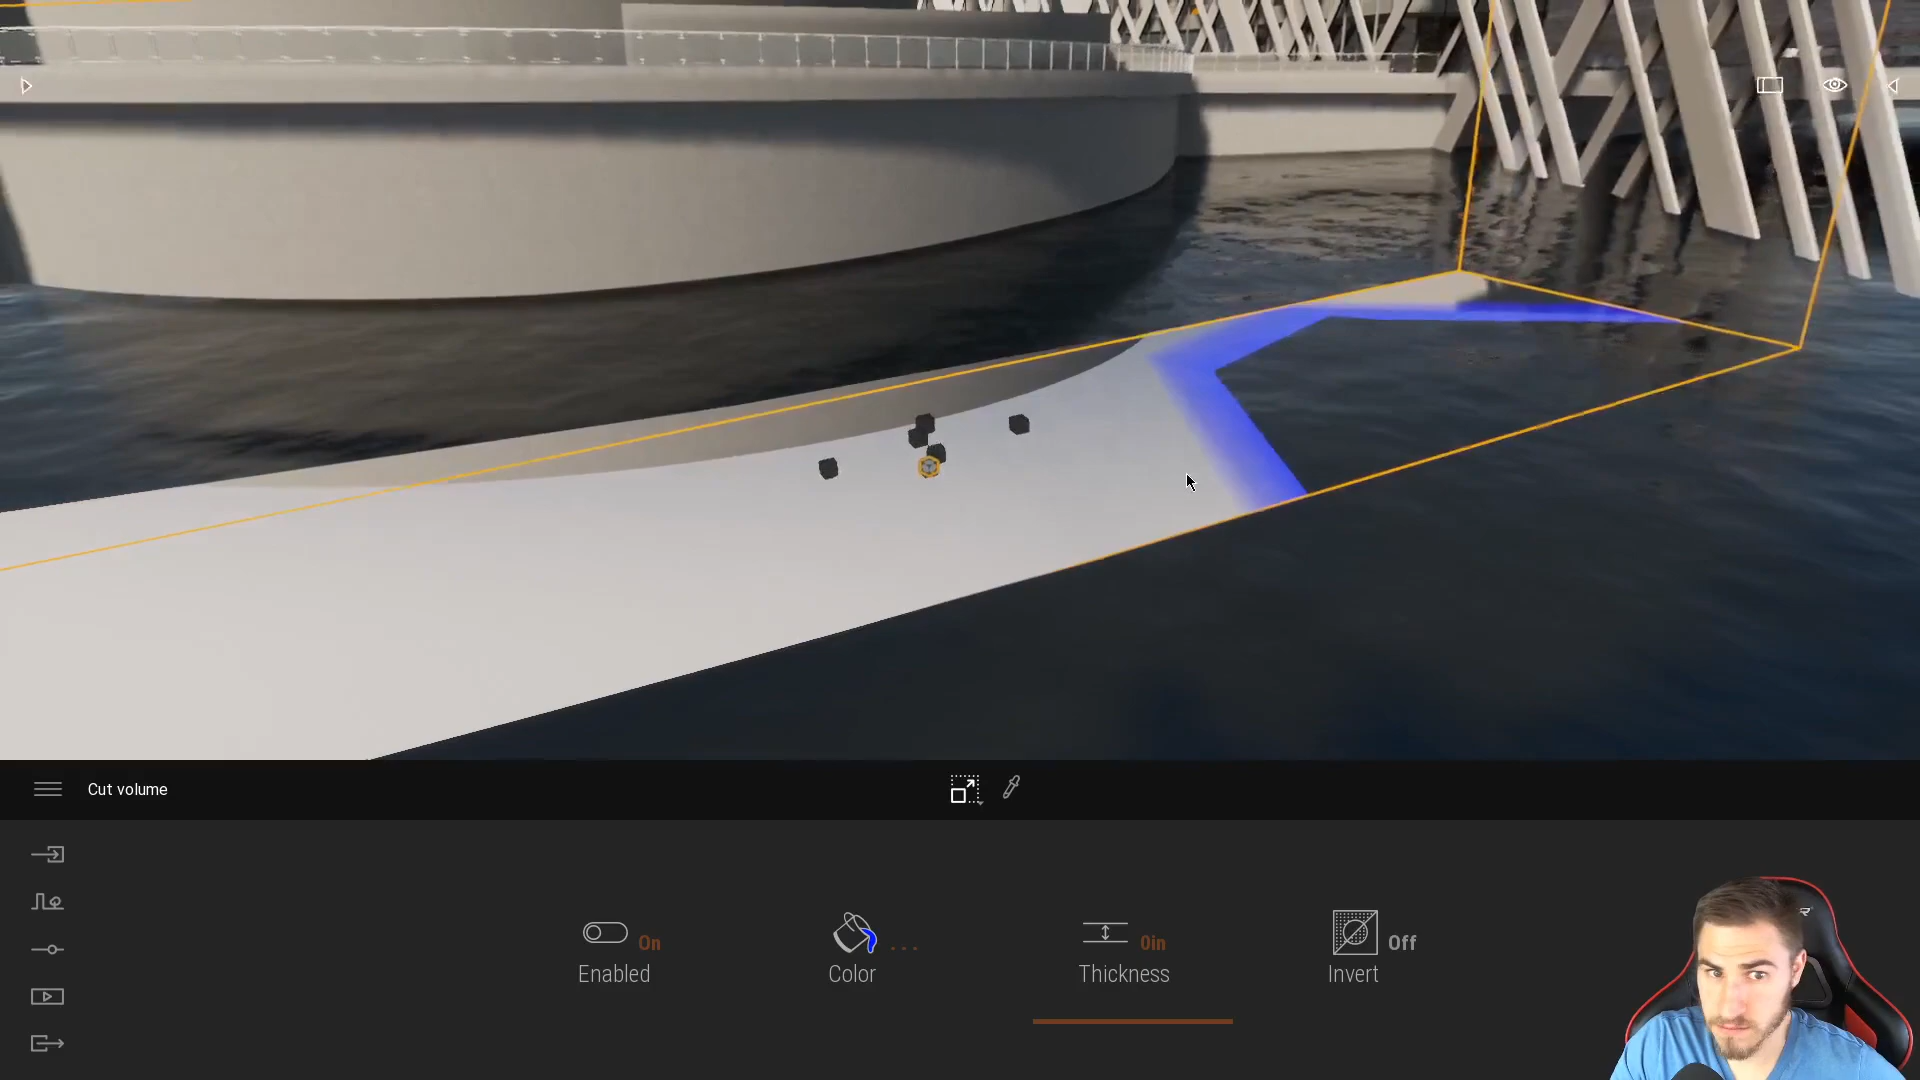 Cut volume
On
Enabled
...
Color
0in
Thickness
Off
Invert